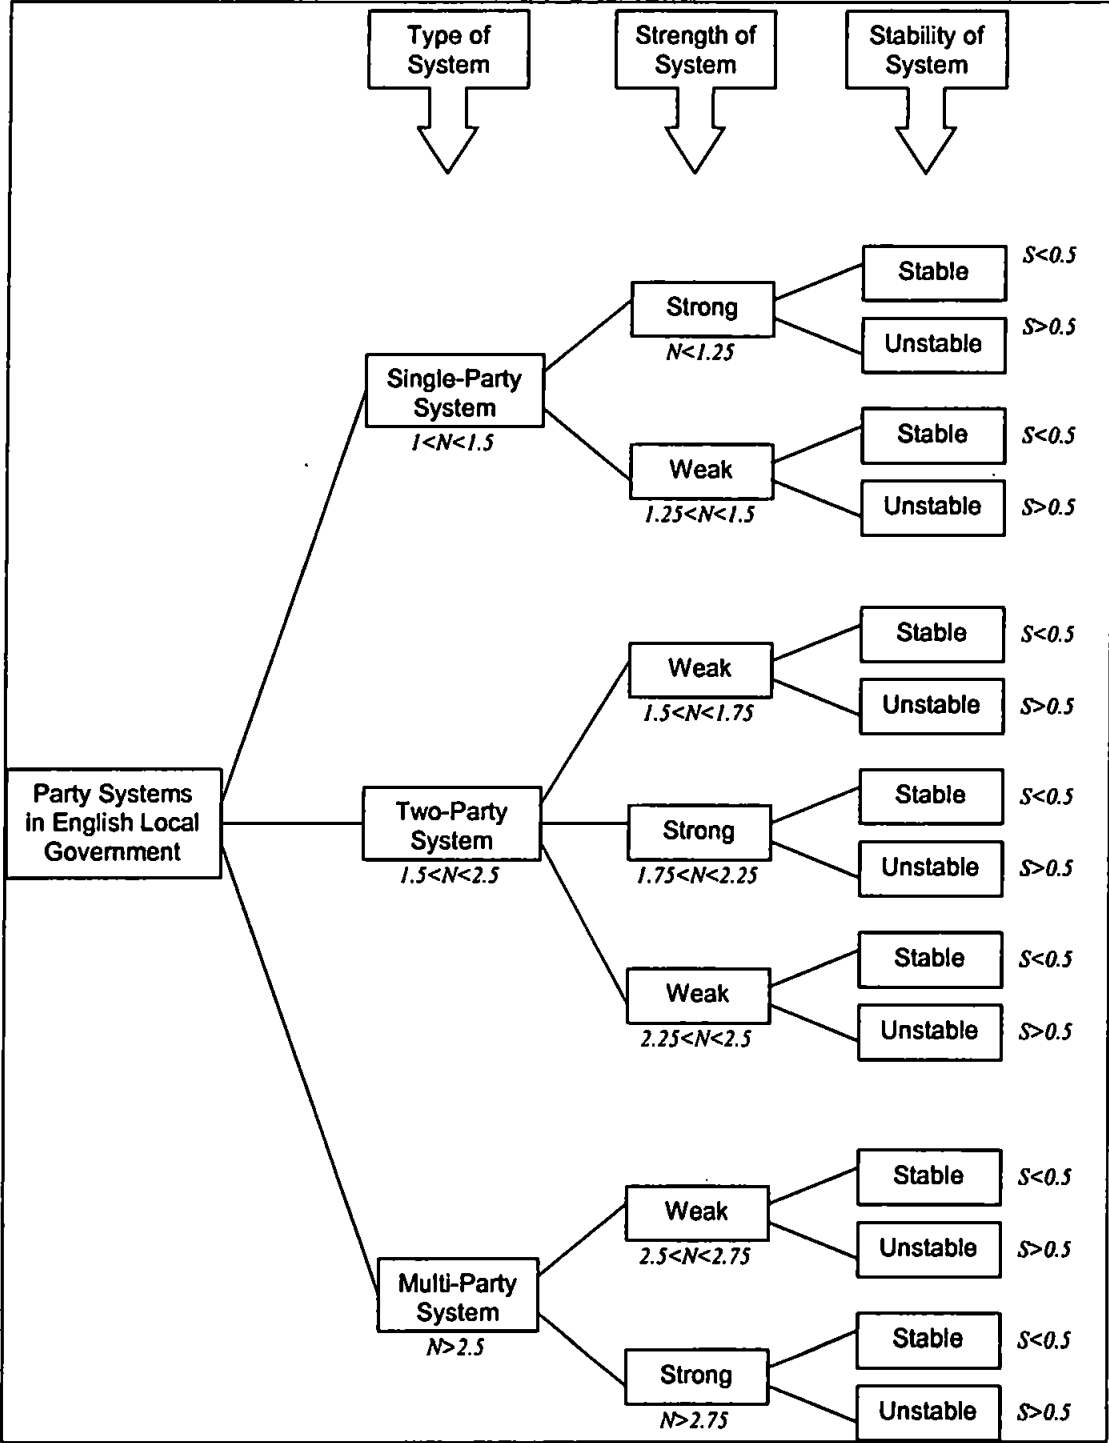 Type of
System
Strength of
System
Stability of
System
Stable
S<0.5
Strong
N<1.25
Unstable
S>0.5
Single-Party
System
1<N<1.5
Stable
S<0.5
Weak
1.25<N<1.5
Unstable
S>0.5
Stable
S<0.5
Weak
1.5<N<1.75
Unstable
S>0.5
Party Systems
in English Local
Government
Two-Party
System
1.5<N<2.5
Stable
S<0.5
Strong
1.75<N<2.25
Unstable
S>0.5
Stable
S<0.5
Weak
2.25<N<2.5
Unstable
S>0.5
Stable
S<0.5
Weak
2.5<N<2.75
Unstable
S>0.5
Multi-Party
System
N>2.5
Stable
S<0.5
Strong
N>2.75
Unstable
S>0.5